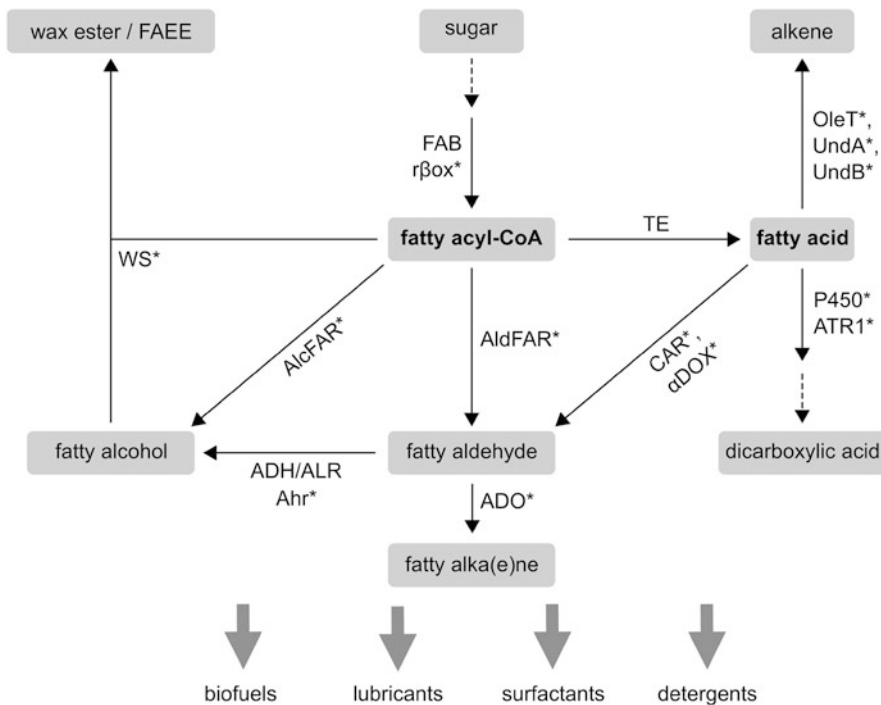 wax ester / FAEE
sugar
alkene
FAB
rβox*
OleT*,
UndA*,
UndB*
fatty acyl-CoA
TE
fatty acid
WS*
AlcFAR*
AldFAR*
CAR*,
αDOX*
P450*
ATR1*
fatty alcohol
fatty aldehyde
dicarboxylic acid
ADH/ALR
Ahr*
ADO*
fatty alka(e)ne
biofuels
lubricants
surfactants
detergents